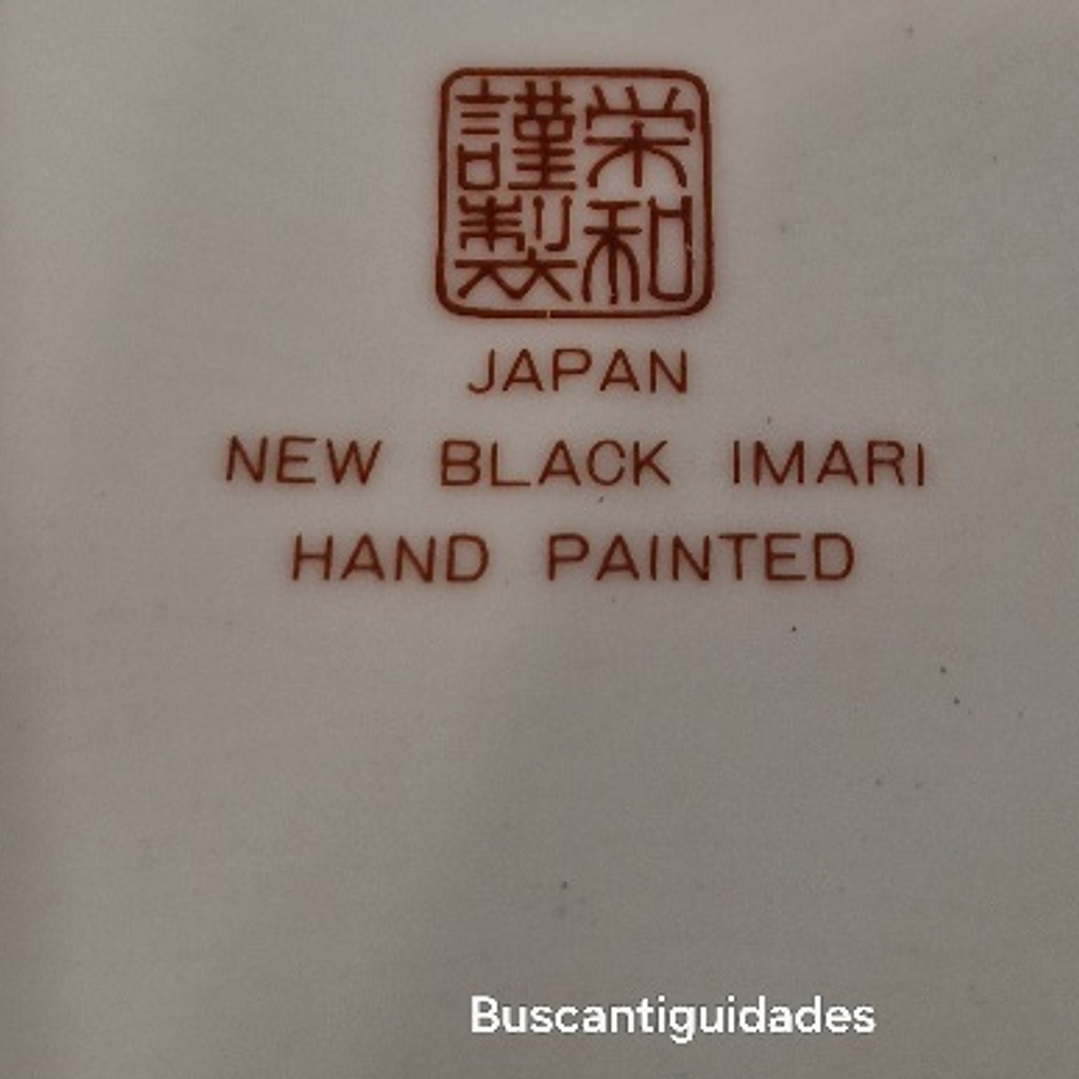 栄和
謹製
JAPAN
NEW BLACK IMARI
HAND PAINTED
Buscantiguidades